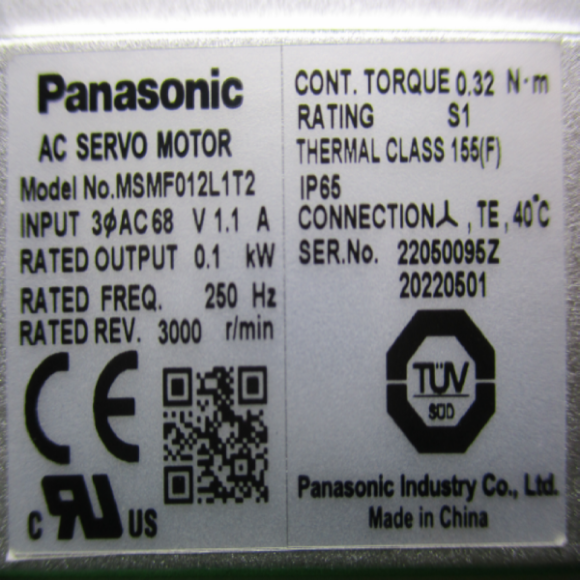 Panasonic
AC SERVO MOTOR
Model No.MSMF012L1T2
INPUT 3φAC68 V 1.1 A
RATED OUTPUT 0.1 kW
RATED FREQ. 250 Hz
RATED REV. 3000 r/min
CE
c RU US
CONT. TORQUE 0.32 N·m
RATING S1
THERMAL CLASS 155(F)
IP65
CONNECTION⅄, TE, 40℃
SER.No. 22050095Z
20220501
TÜV
SÜD
Panasonic Industry Co., Ltd.
Made in China